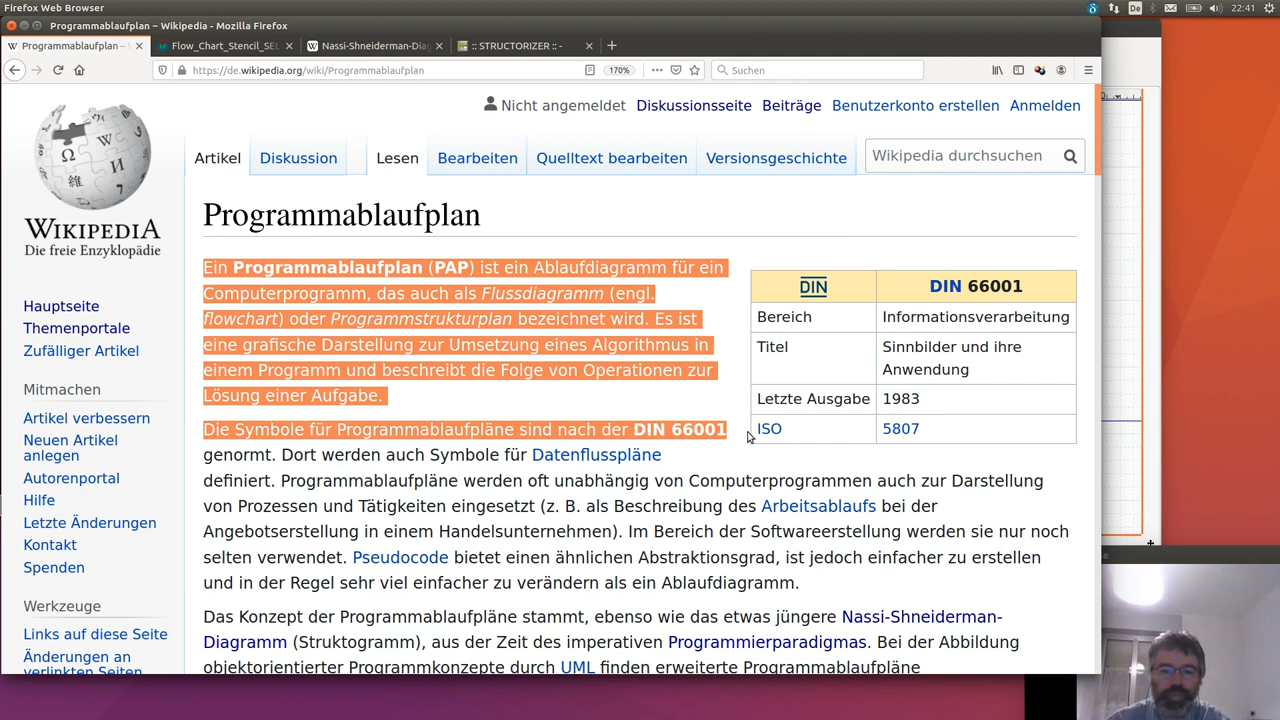 Firefox Web Browser
De
22:41
Programmablaufplan – Wikipedia - Mozilla Firefox
W Programmablaufplan –
Flow_Chart_Stencil_SEL
W Nassi-Shneiderman-Diag
:: STRUCTORIZER :: -
https://de.wikipedia.org/wiki/Programmablaufplan
170%
Suchen
Nicht angemeldet Diskussionsseite Beiträge Benutzerkonto erstellen Anmelden
Artikel Diskussion Lesen Bearbeiten Quelltext bearbeiten Versionsgeschichte
Wikipedia durchsuchen
WIKIPEDIA
Die freie Enzyklopädie
Hauptseite
Themenportale
Zufälliger Artikel
Mitmachen
Artikel verbessern
Neuen Artikel
anlegen
Autorenportal
Hilfe
Letzte Änderungen
Kontakt
Spenden
Werkzeuge
Links auf diese Seite
Änderungen an
verlinkten Seiten
Programmablaufplan
Ein Programmablaufplan (PAP) ist ein Ablaufdiagramm für ein
Computerprogramm, das auch als Flussdiagramm (engl.
flowchart) oder Programmstrukturplan bezeichnet wird. Es ist
eine grafische Darstellung zur Umsetzung eines Algorithmus in
einem Programm und beschreibt die Folge von Operationen zur
Lösung einer Aufgabe.
DIN DIN 66001
Bereich Informationsverarbeitung
Titel Sinnbilder und ihre
Anwendung
Letzte Ausgabe 1983
ISO 5807
Die Symbole für Programmablaufpläne sind nach der DIN 66001
genormt. Dort werden auch Symbole für Datenflusspläne
definiert. Programmablaufpläne werden oft unabhängig von Computerprogrammen auch zur Darstellung
von Prozessen und Tätigkeiten eingesetzt (z. B. als Beschreibung des Arbeitsablaufs bei der
Angebotserstellung in einem Handelsunternehmen). Im Bereich der Softwareerstellung werden sie nur noch
selten verwendet. Pseudocode bietet einen ähnlichen Abstraktionsgrad, ist jedoch einfacher zu erstellen
und in der Regel sehr viel einfacher zu verändern als ein Ablaufdiagramm.
Das Konzept der Programmablaufpläne stammt, ebenso wie das etwas jüngere Nassi-Shneiderman-
Diagramm (Struktogramm), aus der Zeit des imperativen Programmierparadigmas. Bei der Abbildung
objektorientierter Programmkonzepte durch UML finden erweiterte Programmablaufpläne